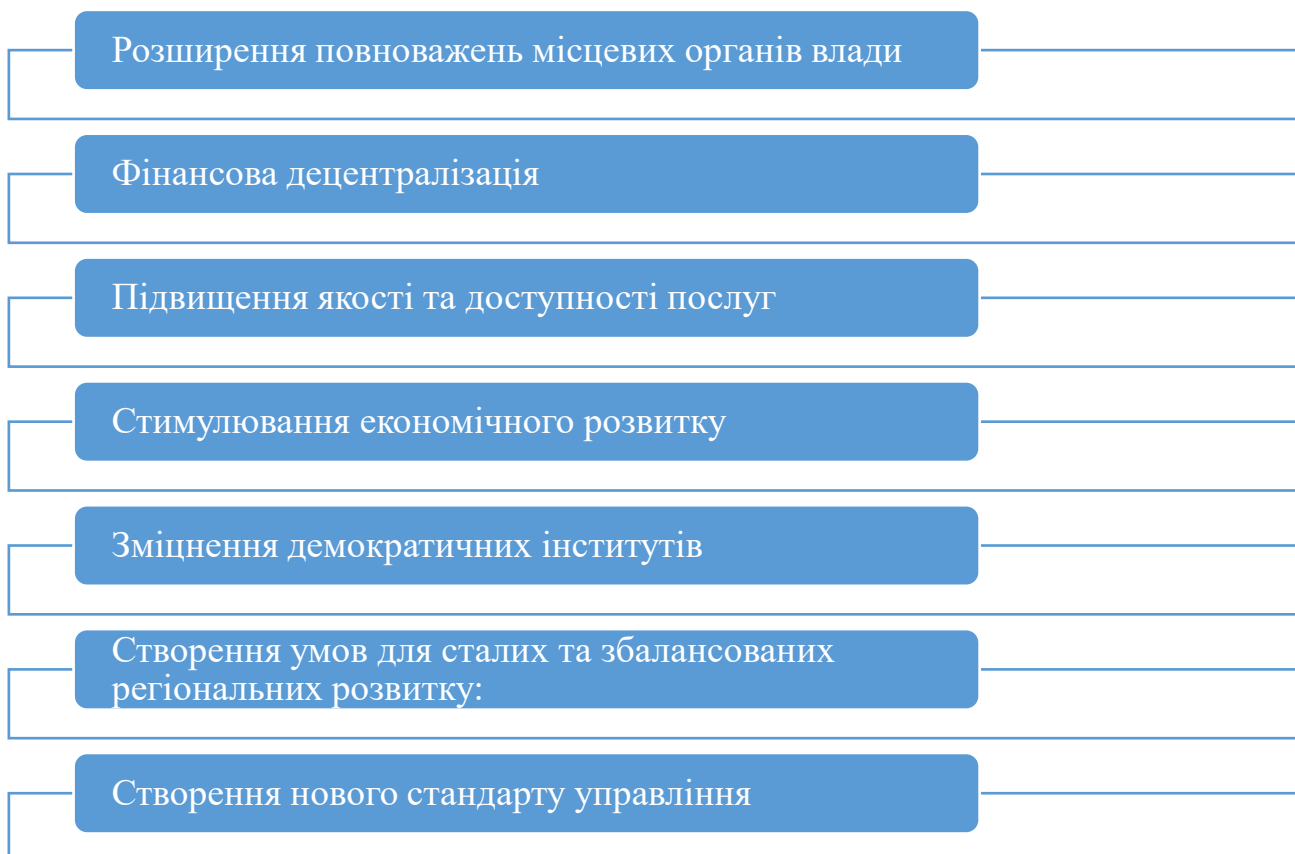 Розширення повноважень місцевих органів влади
Фінансова децентралізація
Підвищення якості та доступності послуг
Стимулювання економічного розвитку
Зміцнення демократичних інститутів
Створення умов для сталих та збалансованих
регіональних розвитку:
Створення нового стандарту управління